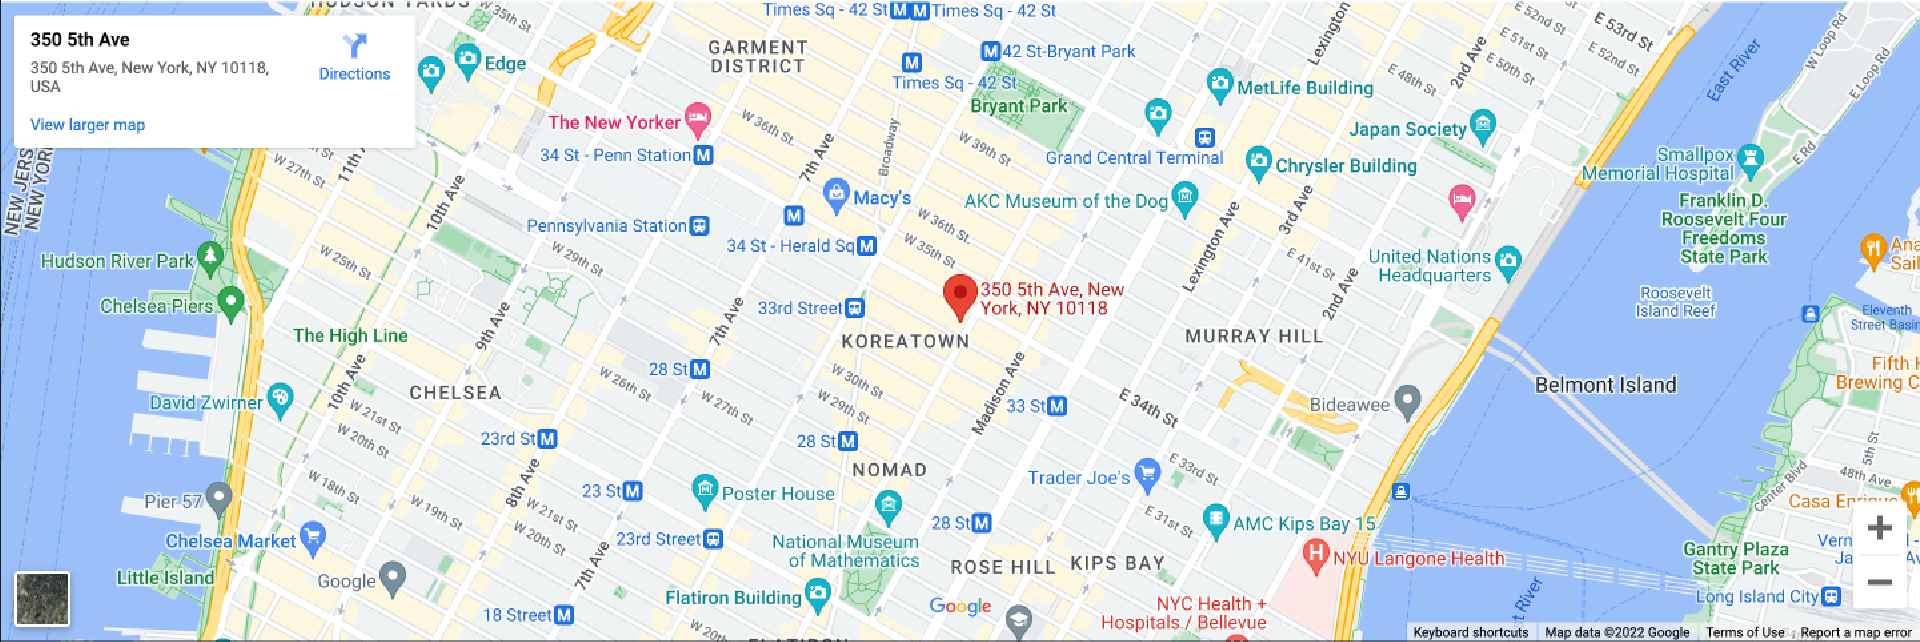 HUDSON YARDS
W 35th St
Times Sq - 42 St
M
M
Times Sq - 42 St
350 5th Ave
350 5th Ave, New York, NY 10118,
USA
Directions
View larger map
Edge
GARMENT
DISTRICT
M
42 St-Bryant Park
M
Times Sq - 42 St
Bryant Park
Lexington
MetLife Building
2nd Ave
E 53rd St
E 52nd St
E 51st St
E 52nd St
E 50th St
E 48th St
East River
W Loop Rd
E Loop Rd
E Rd
The New Yorker
W 36th St.
Broadway
34 St - Penn Station
M
7th Ave
W 39th St
Grand Central Terminal
Japan Society
Chrysler Building
Smallpox
Memorial Hospital
NEW JERS
NEW YORK
W 27th St
11th
10th Ave
Macy's
AKC Museum of the Dog
3rd Ave
Lexington Ave
Franklin D.
Roosevelt Four
Freedoms
State Park
Pennsylvania Station
M
34 St - Herald Sq
M
W 36th St.
W 35th St
Hudson River Park
W 25th St
W 29th St
E 41st St
United Nations
Headquarters
Ana
Sail
Chelsea Piers
2nd Ave
33rd Street
350 5th Ave, New
York, NY 10118
Roosevelt
Island Reef
Eleventh
Street Basin
The High Line
9th Ave
7th Ave
KOREATOWN
MURRAY HILL
28 St
M
W 30th St
Madison Ave
Fifth H
Brewing C
Belmont Island
CHELSEA
10th Ave
W 26th St
W 29th St
David Zwirner
W 21st St
W 27th St
33 St
M
E 34th St
Bideawee
23rd St
M
W 20th St
28 St
M
5th St
NOMAD
E 33rd St
Trader Joe's
Center Blvd
48th Ave
W 18th St
8th Ave
23 St
M
Poster House
Casa Enrique
Pier 57
W 19th St
W 21st St
E 31st St
28 St
M
AMC Kips Bay 15
Chelsea Market
W 20th St
23rd Street
National Museum
of Mathematics
Gantry Plaza
State Park
Vern
- 
Ja
Av
H
NYU Langone Health
ROSE HILL
KIPS BAY
Little Island
Google
7th Ave
Flatiron Building
Google
NYC Health +
Hospitals / Bellevue
Long Island City
18 Street
M
W 20th
FLATIRON
t River
Keyboard shortcuts
Map data ©2022 Google
Terms of Use
Report a map error